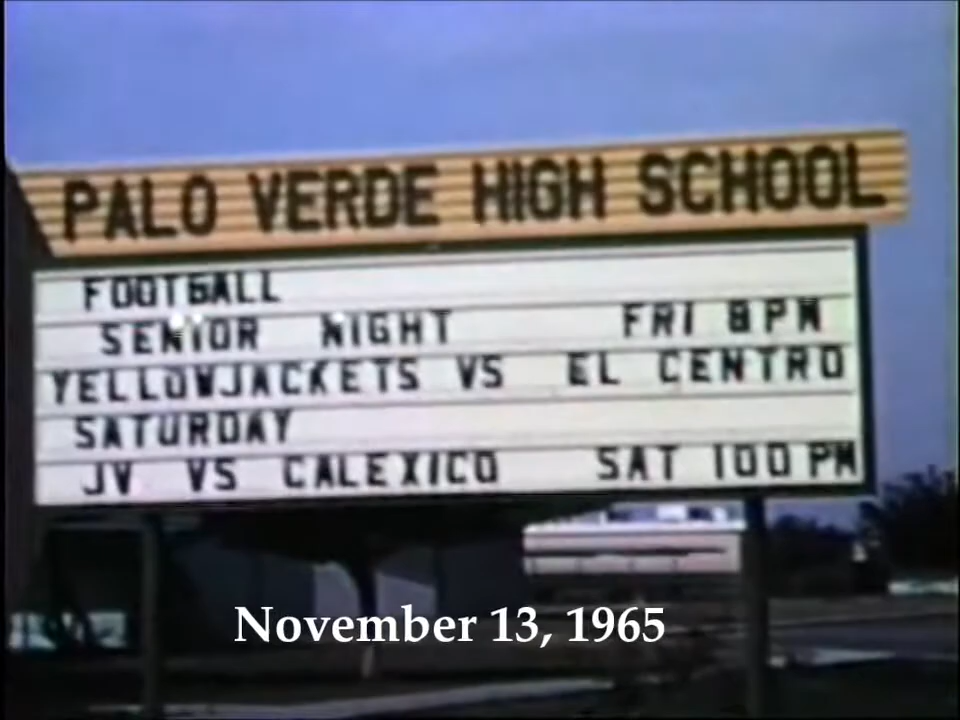 PALO VERDE HIGH SCHOOL
FOOTBALL
SENIOR NIGHT FRI 8PM
YELLOWJACKETS VS EL CENTRO
SATURDAY
JV VS CALEXICO SAT 100 PM
November 13, 1965